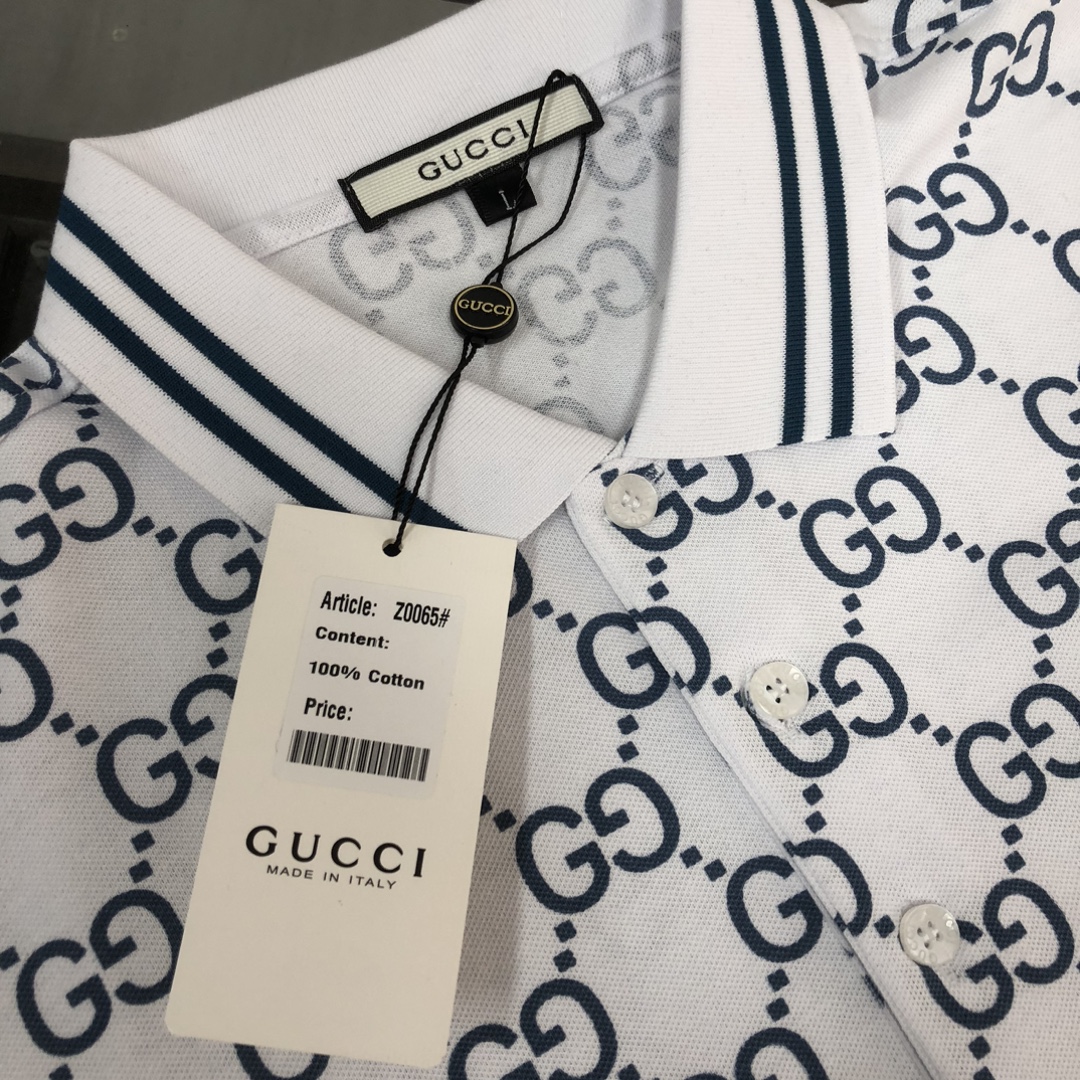 GUCCI
L
GUCCI
Article: Z0065#
Content:
100% Cotton
Price:
GUCCI
MADE IN ITALY